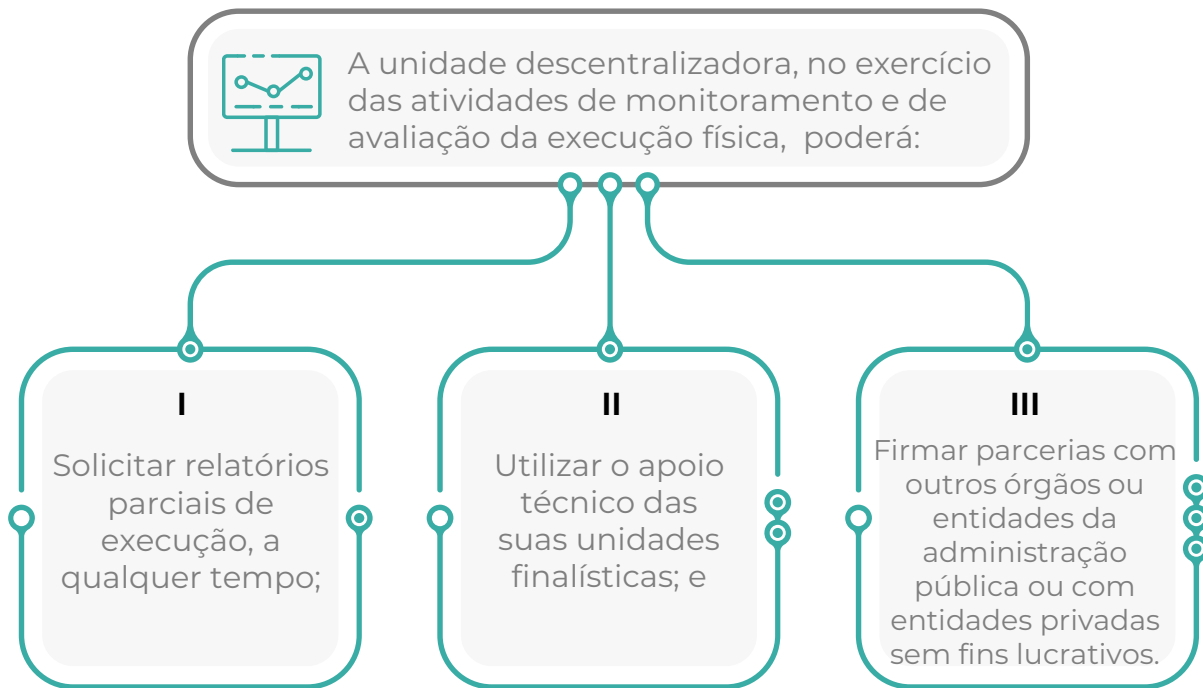 A unidade descentralizadora, no exercício
das atividades de monitoramento e de
avaliação da execução física, poderá:
I
Solicitar relatórios
parciais de
execução, a
qualquer tempo;
II
Utilizar o apoio
técnico das
suas unidades
finalísticas; e
III
Firmar parcerias com
outros órgãos ou
entidades da
administração
pública ou com
entidades privadas
sem fins lucrativos.